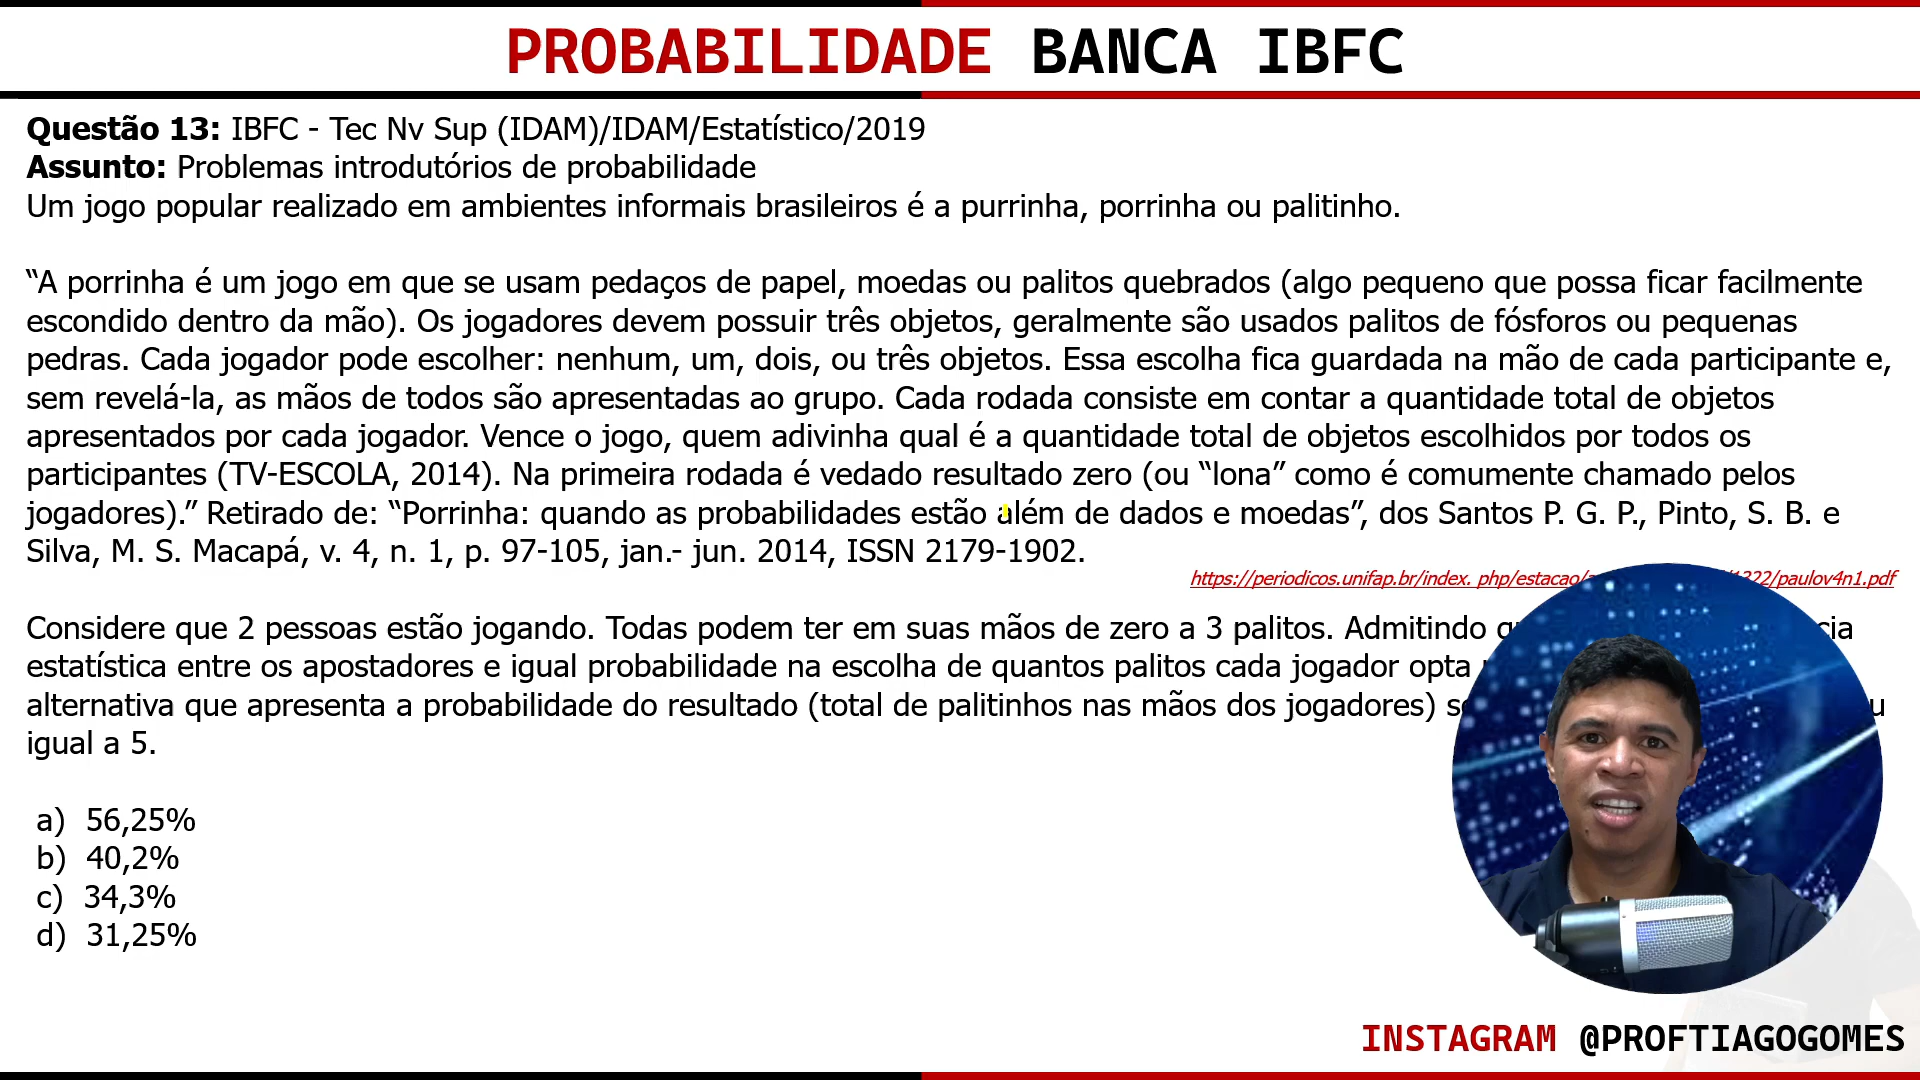 PROBABILIDADE BANCA IBFC
Questão 13: IBFC - Tec Nv Sup (IDAM)/IDAM/Estatístico/2019
Assunto: Problemas introdutórios de probabilidade
Um jogo popular realizado em ambientes informais brasileiros é a purrinha, porrinha ou palitinho.
“A porrinha é um jogo em que se usam pedaços de papel, moedas ou palitos quebrados (algo pequeno que possa ficar facilmente
escondido dentro da mão). Os jogadores devem possuir três objetos, geralmente são usados palitos de fósforos ou pequenas
pedras. Cada jogador pode escolher: nenhum, um, dois, ou três objetos. Essa escolha fica guardada na mão de cada participante e,
sem revelá-la, as mãos de todos são apresentadas ao grupo. Cada rodada consiste em contar a quantidade total de objetos
apresentados por cada jogador. Vence o jogo, quem adivinha qual é a quantidade total de objetos escolhidos por todos os
participantes (TV-ESCOLA, 2014). Na primeira rodada é vedado resultado zero (ou “lona” como é comumente chamado pelos
jogadores).” Retirado de: “Porrinha: quando as probabilidades estão além de dados e moedas”, dos Santos P. G. P., Pinto, S. B. e
Silva, M. S. Macapá, v. 4, n. 1, p. 97-105, jan.- jun. 2014, ISSN 2179-1902.
https://periodicos.unifap.br/index. php/estacao/ /paulov4n1.pdf
Considere que 2 pessoas estão jogando. Todas podem ter em suas mãos de zero a 3 palitos. Admitindo
estatística entre os apostadores e igual probabilidade na escolha de quantos palitos cada jogador opta
alternativa que apresenta a probabilidade do resultado (total de palitinhos nas mãos dos jogadores)
igual a 5.
a) 56,25%
b) 40,2%
c) 34,3%
d) 31,25%
INSTAGRAM @PROFTIAGOGOMES